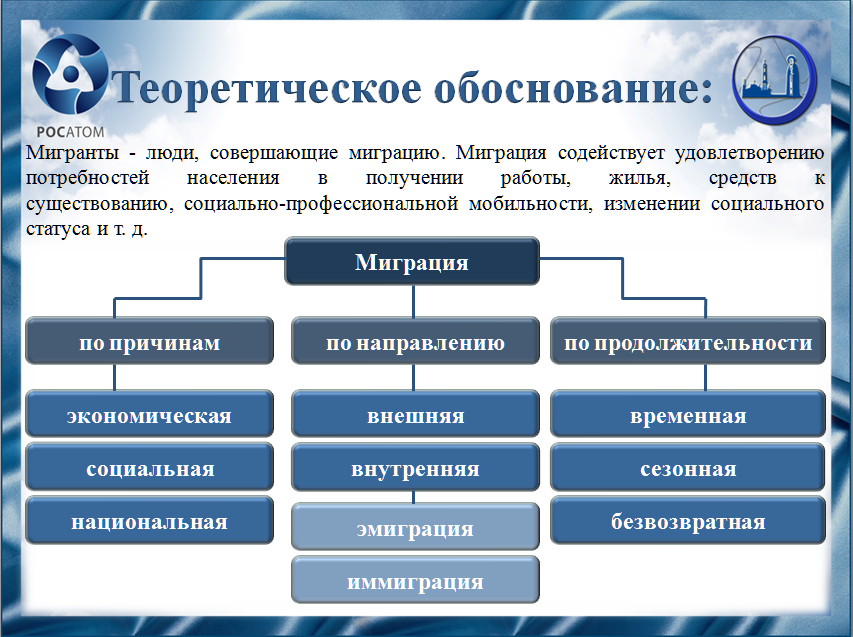 Теоретическое обоснование:
РОСАТОМ
Мигранты - люди, совершающие миграцию. Миграция содействует удовлетворению
потребностей населения в получении работы, жилья, средств к
существованию, социально-профессиональной мобильности, изменении социального
статуса и т. д.
Миграция
по причинам
по направлению
по продолжительности
экономическая
внешняя
временная
социальная
внутренняя
сезонная
национальная
эмиграция
безвозвратная
иммиграция